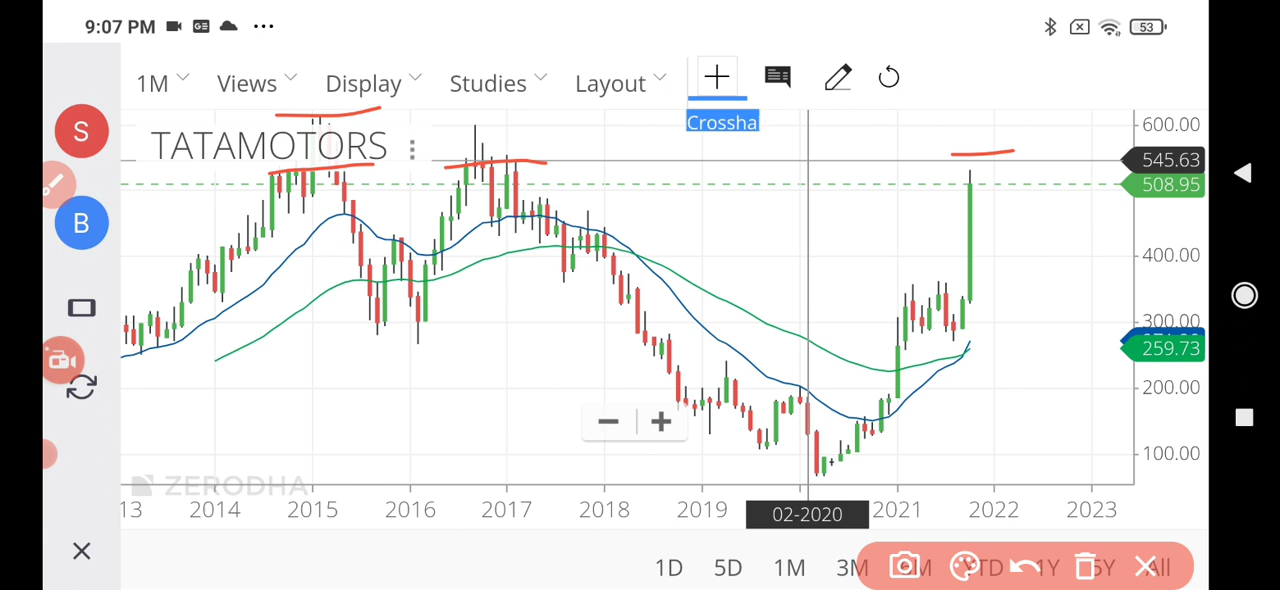 9:07 PM GE ... 53
1M Views Display Studies Layout
S
Crossha
TATAMOTORS
600.00
545.63
508.95
B
400.00
300.00
259.73
200.00
100.00
ZERODHA
13 2014 2015 2016 2017 2018 2019 02-2020 2021 2022 2023
1D 5D 1M 3M 6M YTD 1Y 5Y All